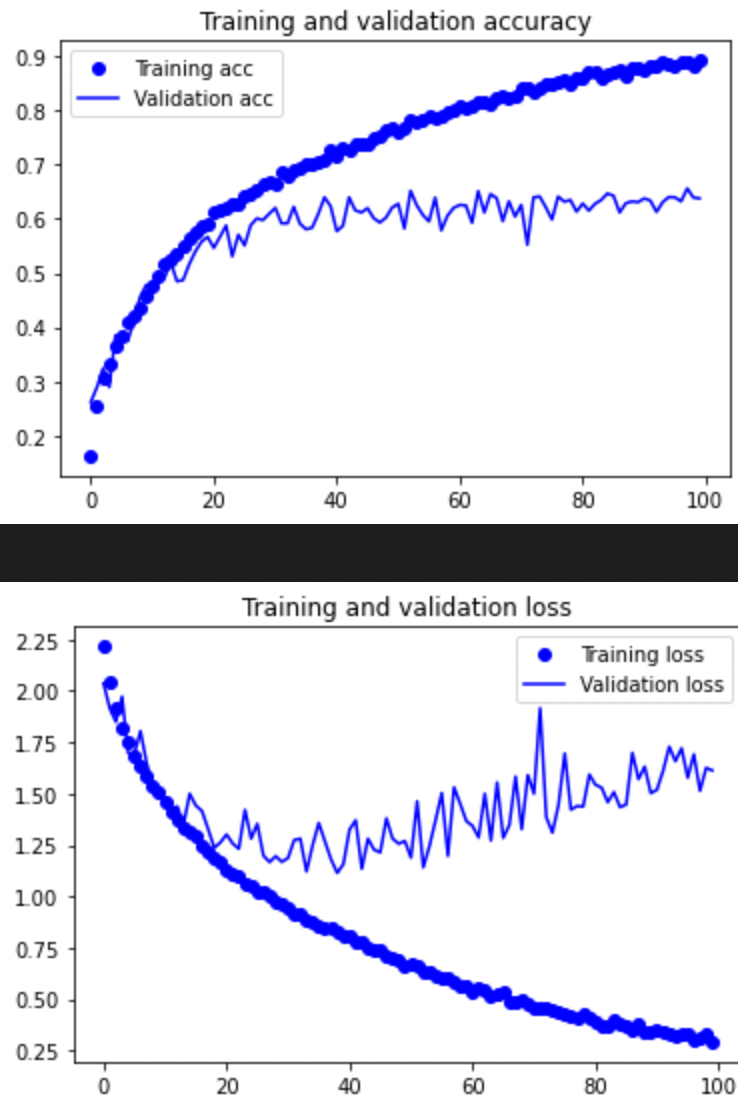 Training and validation accuracy
0.9
0.8
0.7
0.6
0.5
0.4
0.3
0.2
Training acc
Validation acc
0 20 40 60 80 100
Training and validation loss
2.25
2.00
1.75
1.50
1.25
1.00
0.75
0.50
0.25
Training loss
Validation loss
0 20 40 60 80 100